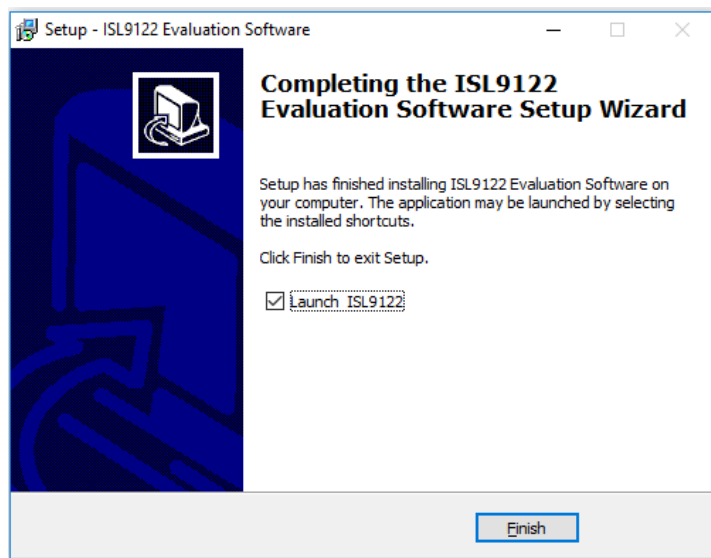 Setup - ISL9122 Evaluation Software
Completing the ISL9122
Evaluation Software Setup Wizard
Setup has finished installing ISL9122 Evaluation Software on
your computer. The application may be launched by selecting
the installed shortcuts.
Click Finish to exit Setup.
Launch ISL9122
Finish